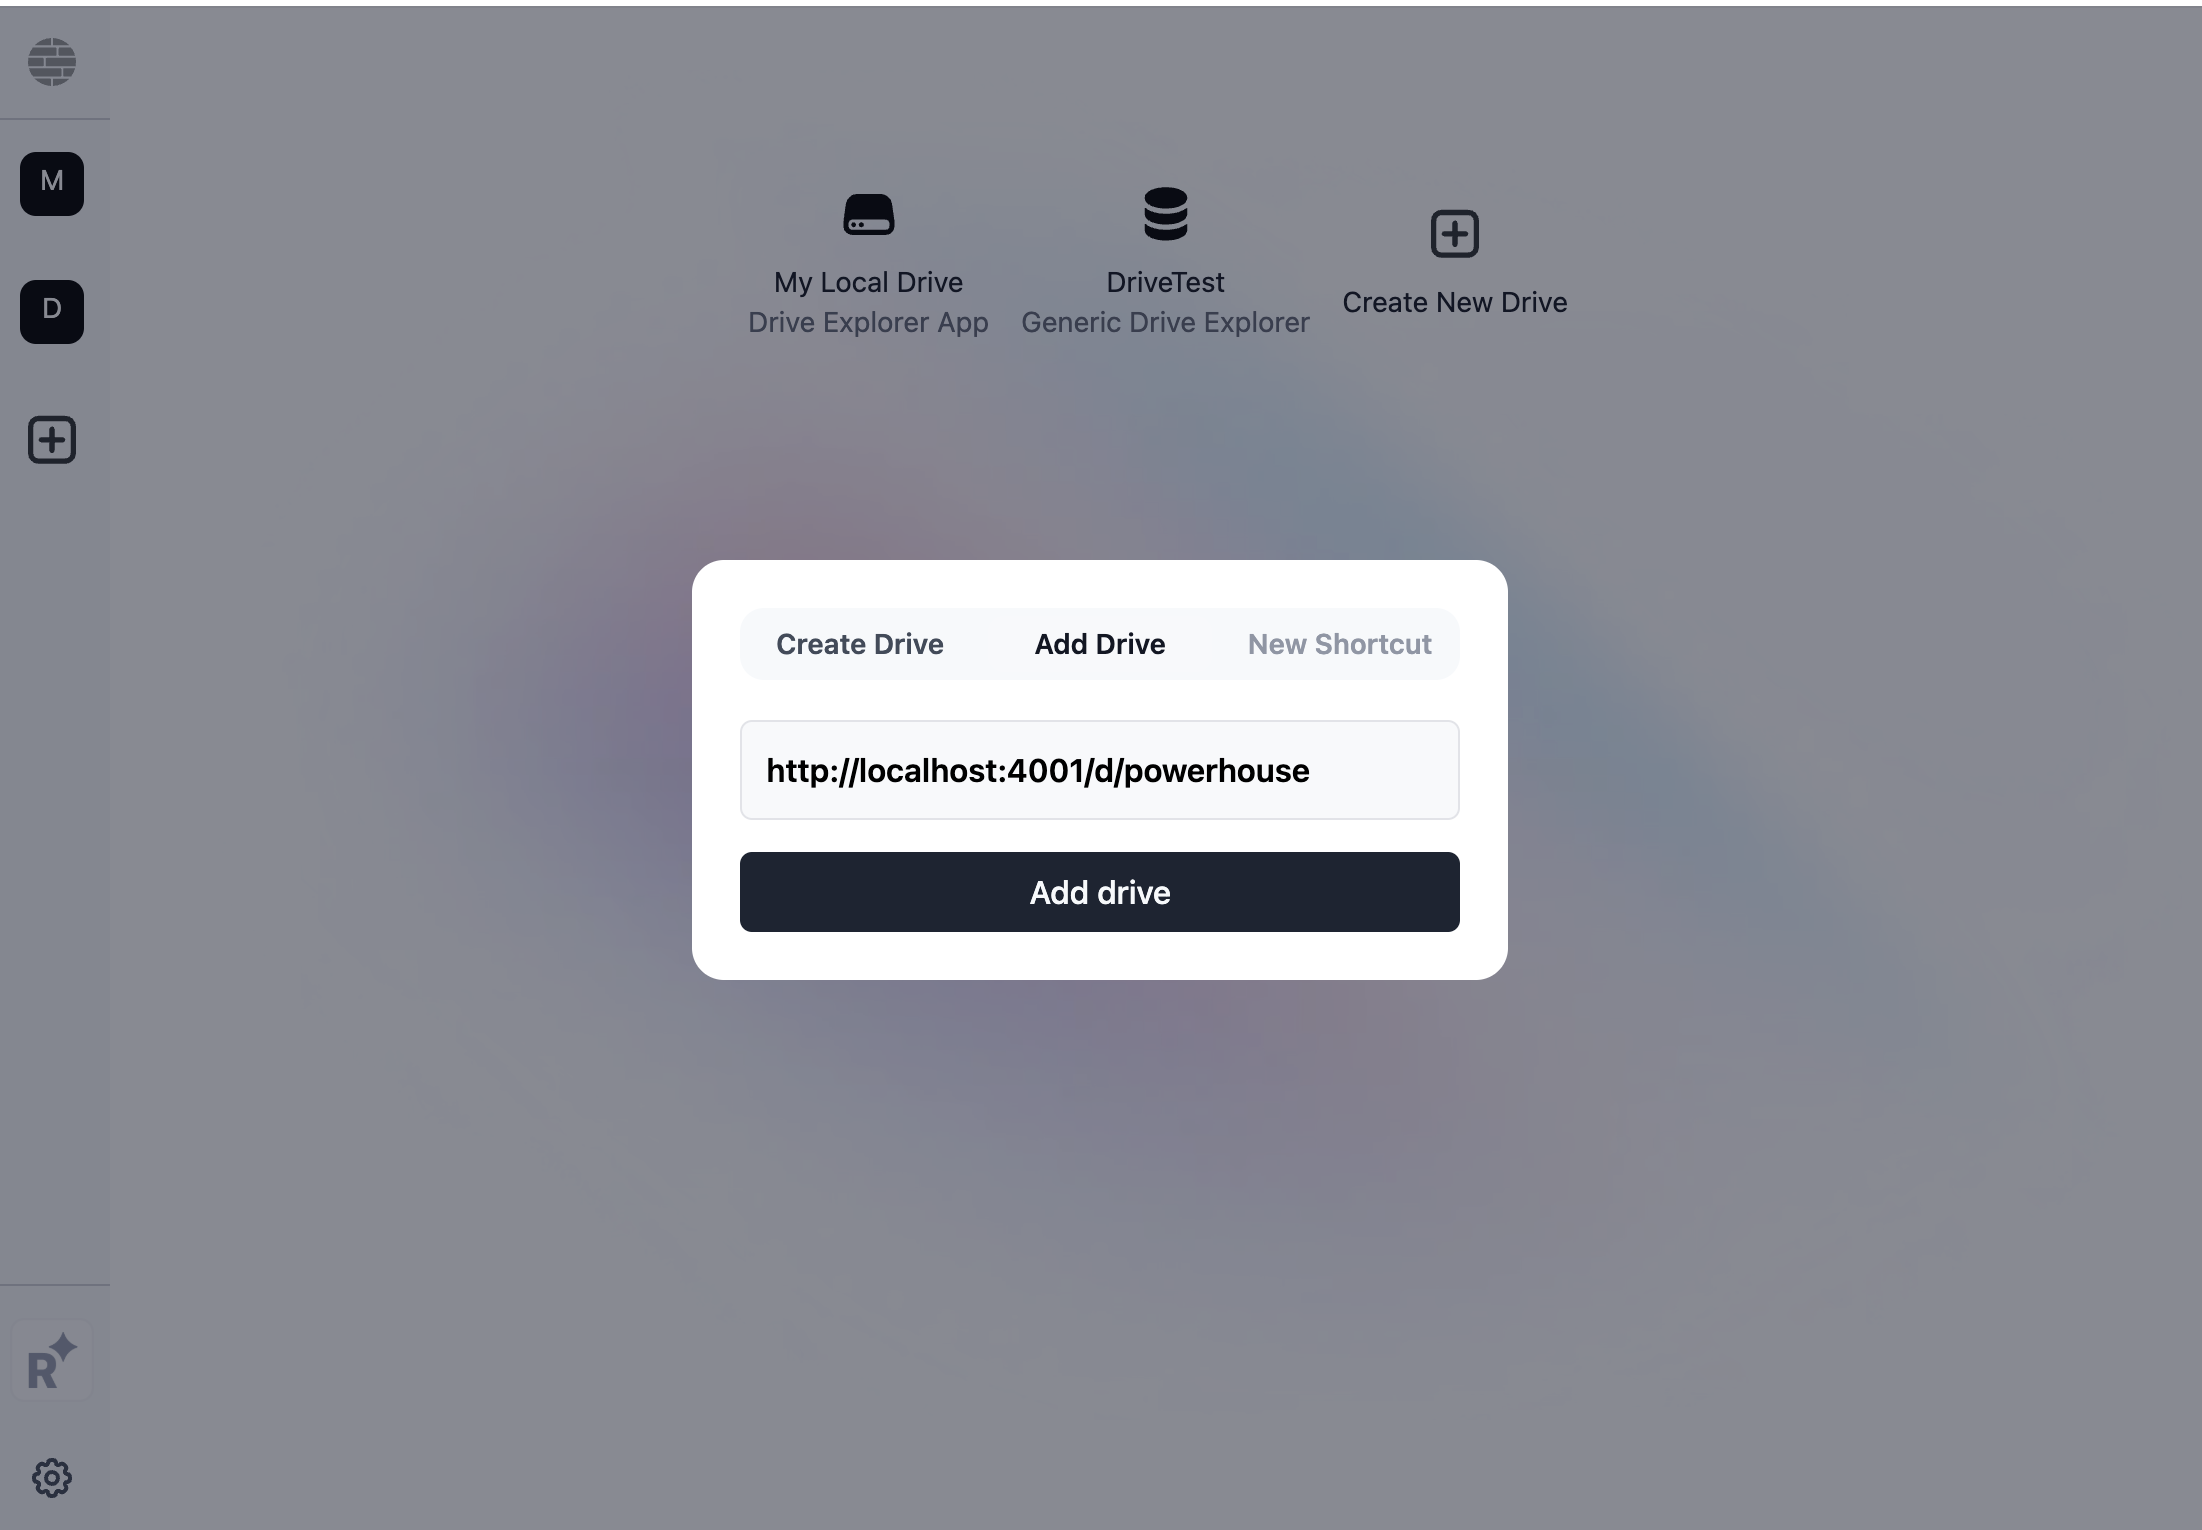 M
D
My Local Drive
Drive Explorer App
DriveTest
Generic Drive Explorer
Create New Drive
Create Drive
Add Drive
New Shortcut
http://localhost:4001/d/powerhouse
Add drive
R